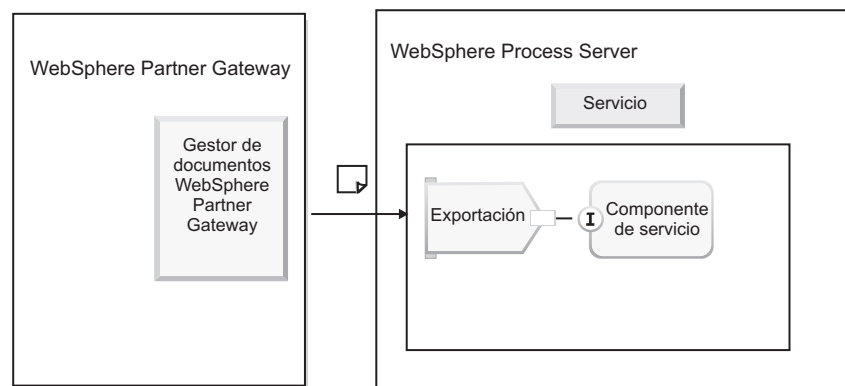 WebSphere Partner Gateway
Gestor de
documentos
WebSphere
Partner
Gateway
WebSphere Process Server
Servicio
Exportación
I
Componente
de servicio